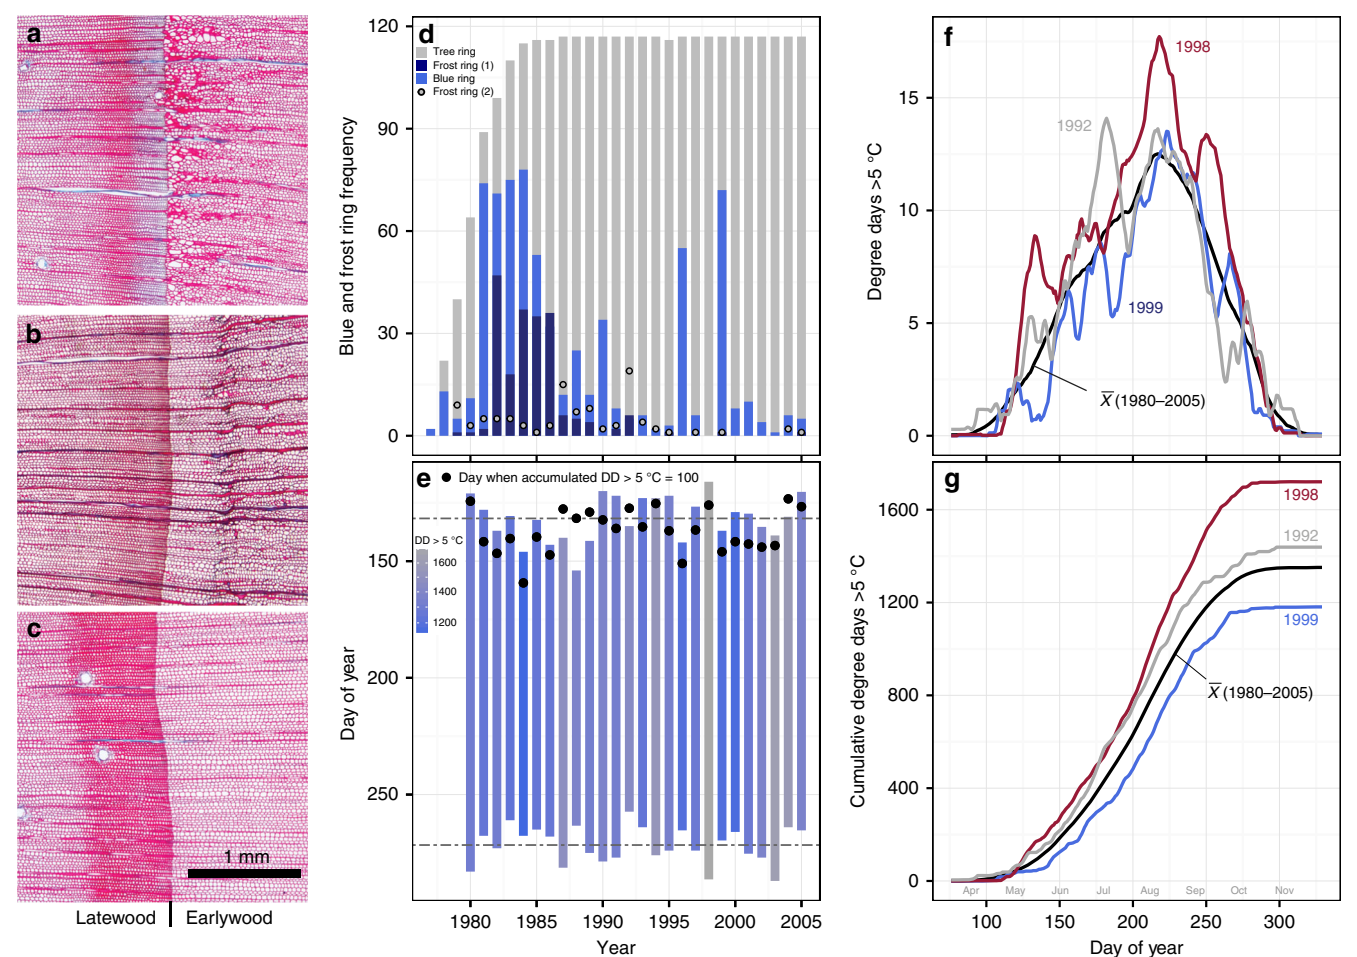 a
b
c
1 mm
Latewood
Earlywood
d
Tree ring
Frost ring (1)
Blue ring
Frost ring (2)
120
90
60
30
0
Blue and frost ring frequency
e
Day when accumulated DD > 5 °C = 100
DD > 5 °C
1600
1400
1200
150
200
250
Day of year
1980
1985
1990
1995
2000
2005
Year
f
1998
1992
1999
X (1980–2005)
15
10
5
0
Degree days >5 °C
g
1998
1992
1999
X (1980–2005)
1600
1200
800
400
0
Cumulative degree days >5 °C
Apr May Jun Jul Aug Sep Oct Nov
100
150
200
250
300
Day of year